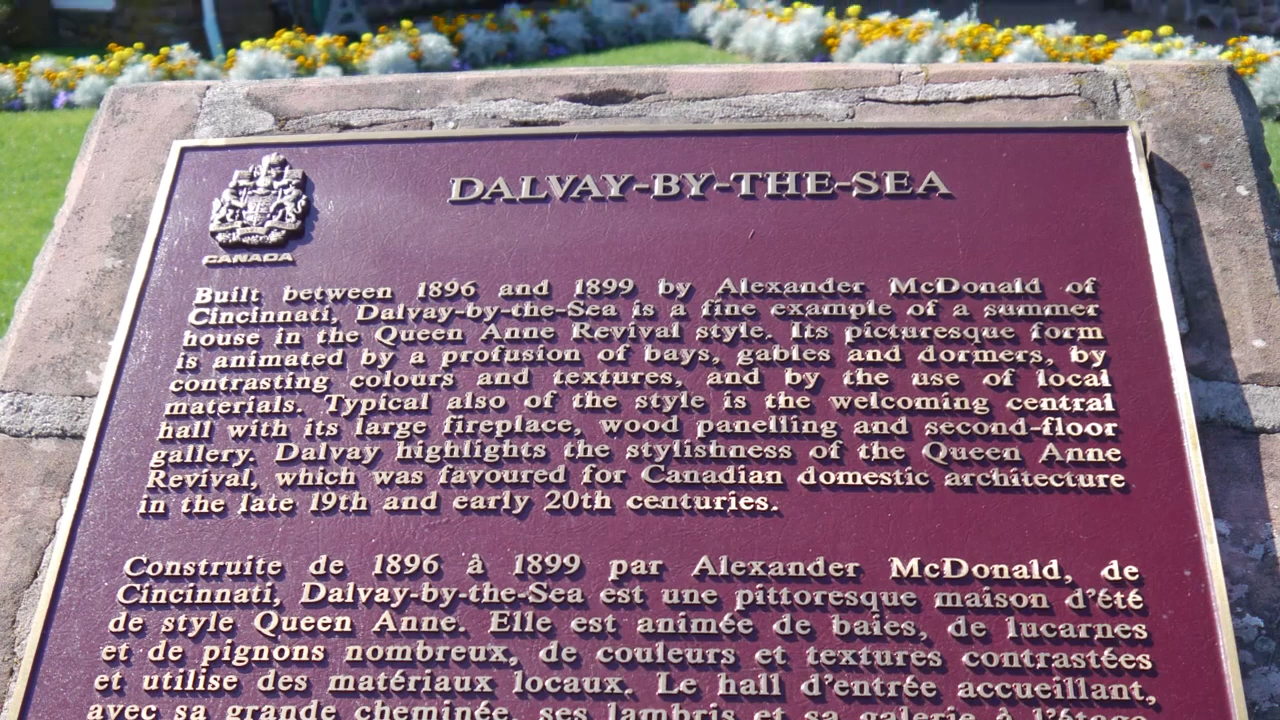 DALVAY-BY-THE-SEA
CANADA
Built between 1896 and 1899 by Alexander McDonald of
Cincinnati, Dalvay-by-the-Sea is a fine example of a summer
house in the Queen Anne Revival style. Its picturesque form
is animated by a profusion of bays, gables and dormers, by
contrasting colours and textures, and by the use of local
materials. Typical also of the style is the welcoming central
hall with its large fireplace, wood panelling and second-floor
gallery. Dalvay highlights the stylishness of the Queen Anne
Revival, which was favoured for Canadian domestic architecture
in the late 19th and early 20th centuries.
Construite de 1896 à 1899 par Alexander McDonald, de
Cincinnati, Dalvay-by-the-Sea est une pittoresque maison d'été
de style Queen Anne. Elle est animée de baies, de lucarnes
et de pignons nombreux, de couleurs et textures contrastées
et utilise des matériaux locaux. Le hall d'entrée accueillant,
avec sa grande cheminée, ses lambris et sa galerie à l'étage